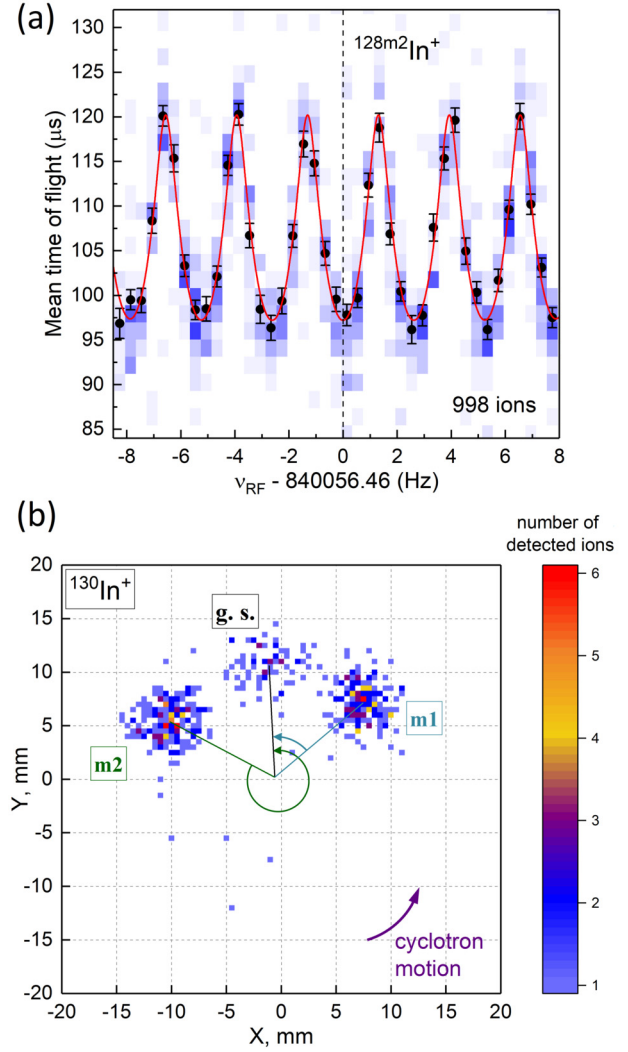 (a)
130
125
120
115
110
105
100
95
90
85
Mean time of flight (μs)
128m2In+
998 ions
-8 -6 -4 -2 0 2 4 6 8
νRF - 840056.46 (Hz)
(b)
number of
detected ions
20
15
10
5
0
-5
-10
-15
-20
Y, mm
130In+
g. s.
m1
m2
cyclotron
motion
-20 -15 -10 -5 0 5 10 15 20
X, mm
6
5
4
3
2
1